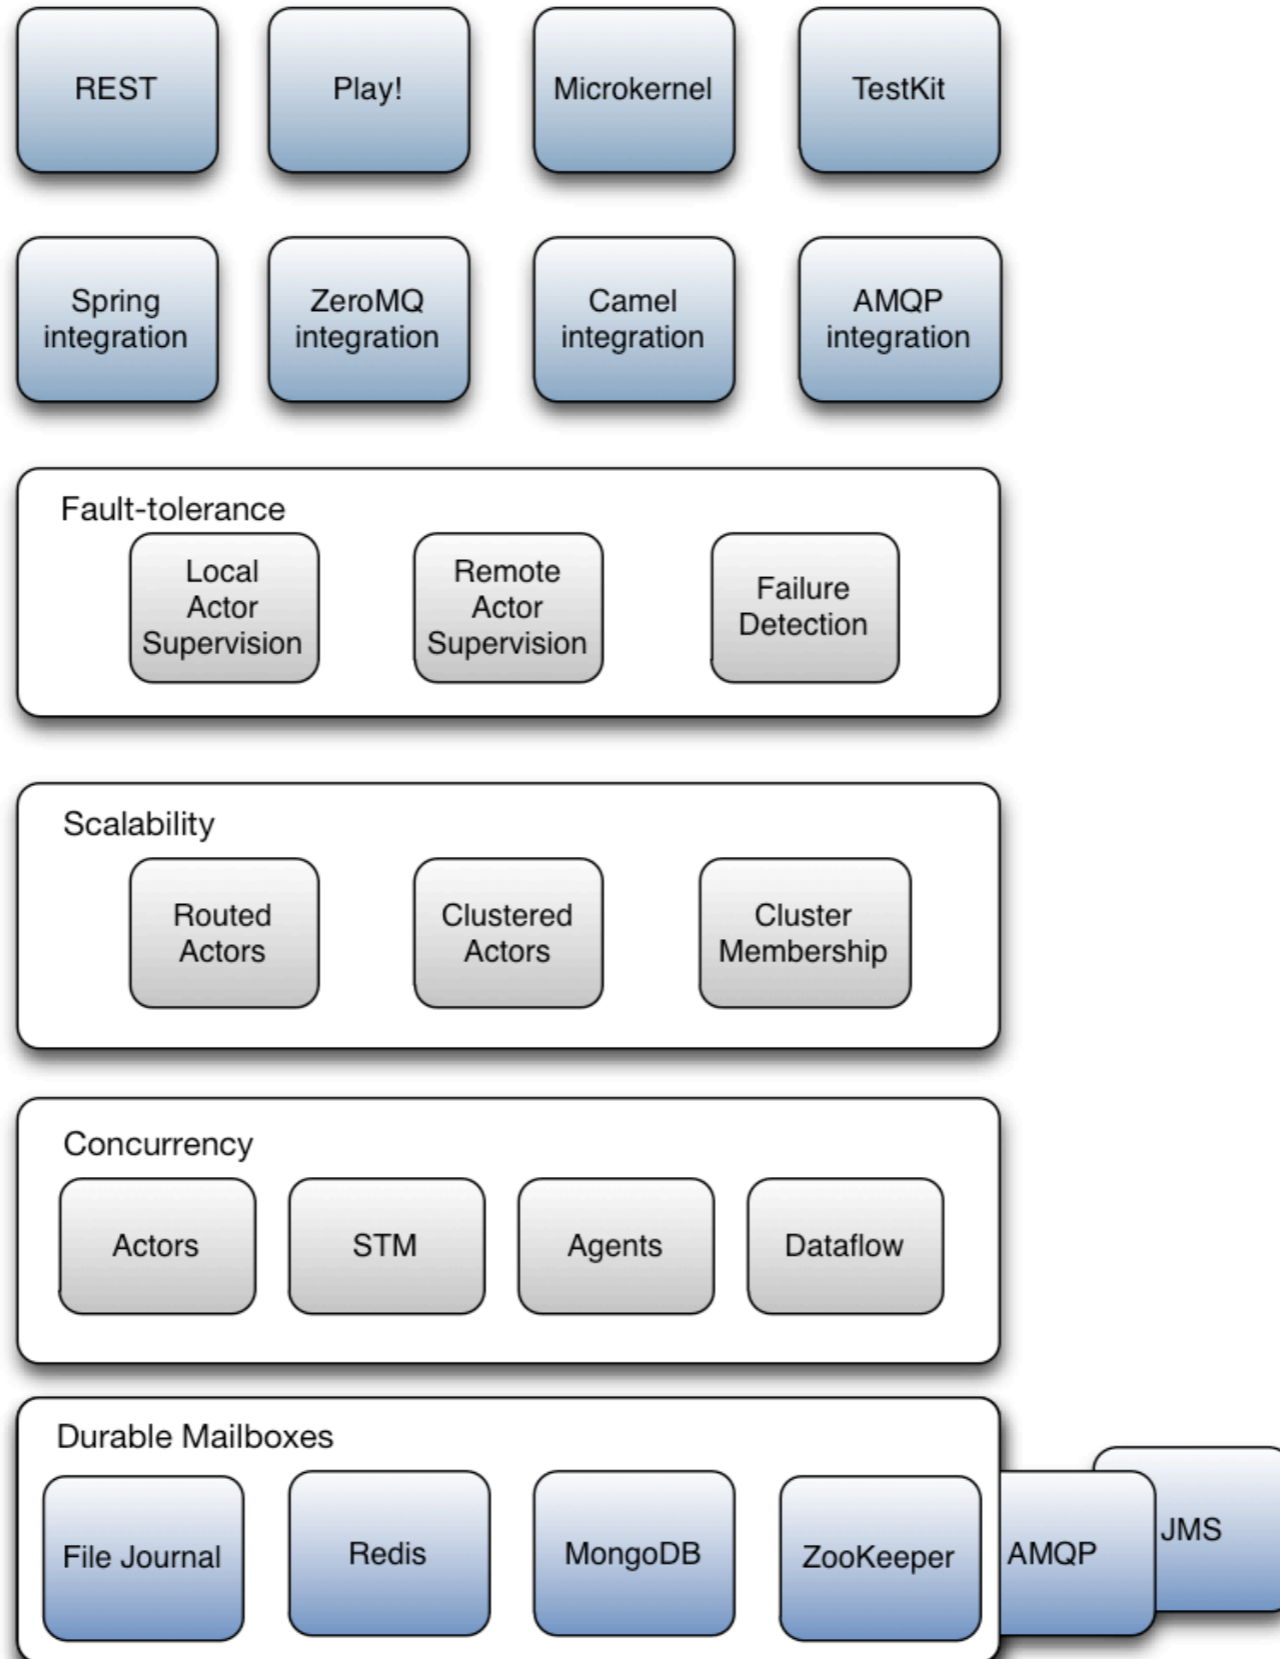 REST
Play!
Microkernel
TestKit
Spring
integration
ZeroMQ
integration
Camel
integration
AMQP
integration
Fault-tolerance
Local
Actor
Supervision
Remote
Actor
Supervision
Failure
Detection
Scalability
Routed
Actors
Clustered
Actors
Cluster
Membership
Concurrency
Actors
STM
Agents
Dataflow
Durable Mailboxes
File Journal
Redis
MongoDB
ZooKeeper
AMQP
JMS